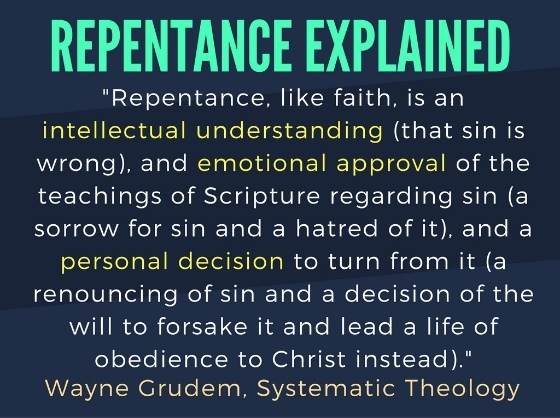 REPENTANCE EXPLAINED
"Repentance, like faith, is an
intellectual understanding (that sin is
wrong), and emotional approval of the
teachings of Scripture regarding sin (a
sorrow for sin and a hatred of it), and a
personal decision to turn from it (a
renouncing of sin and a decision of the
will to forsake it and lead a life of
obedience to Christ instead)."
Wayne Grudem, Systematic Theology